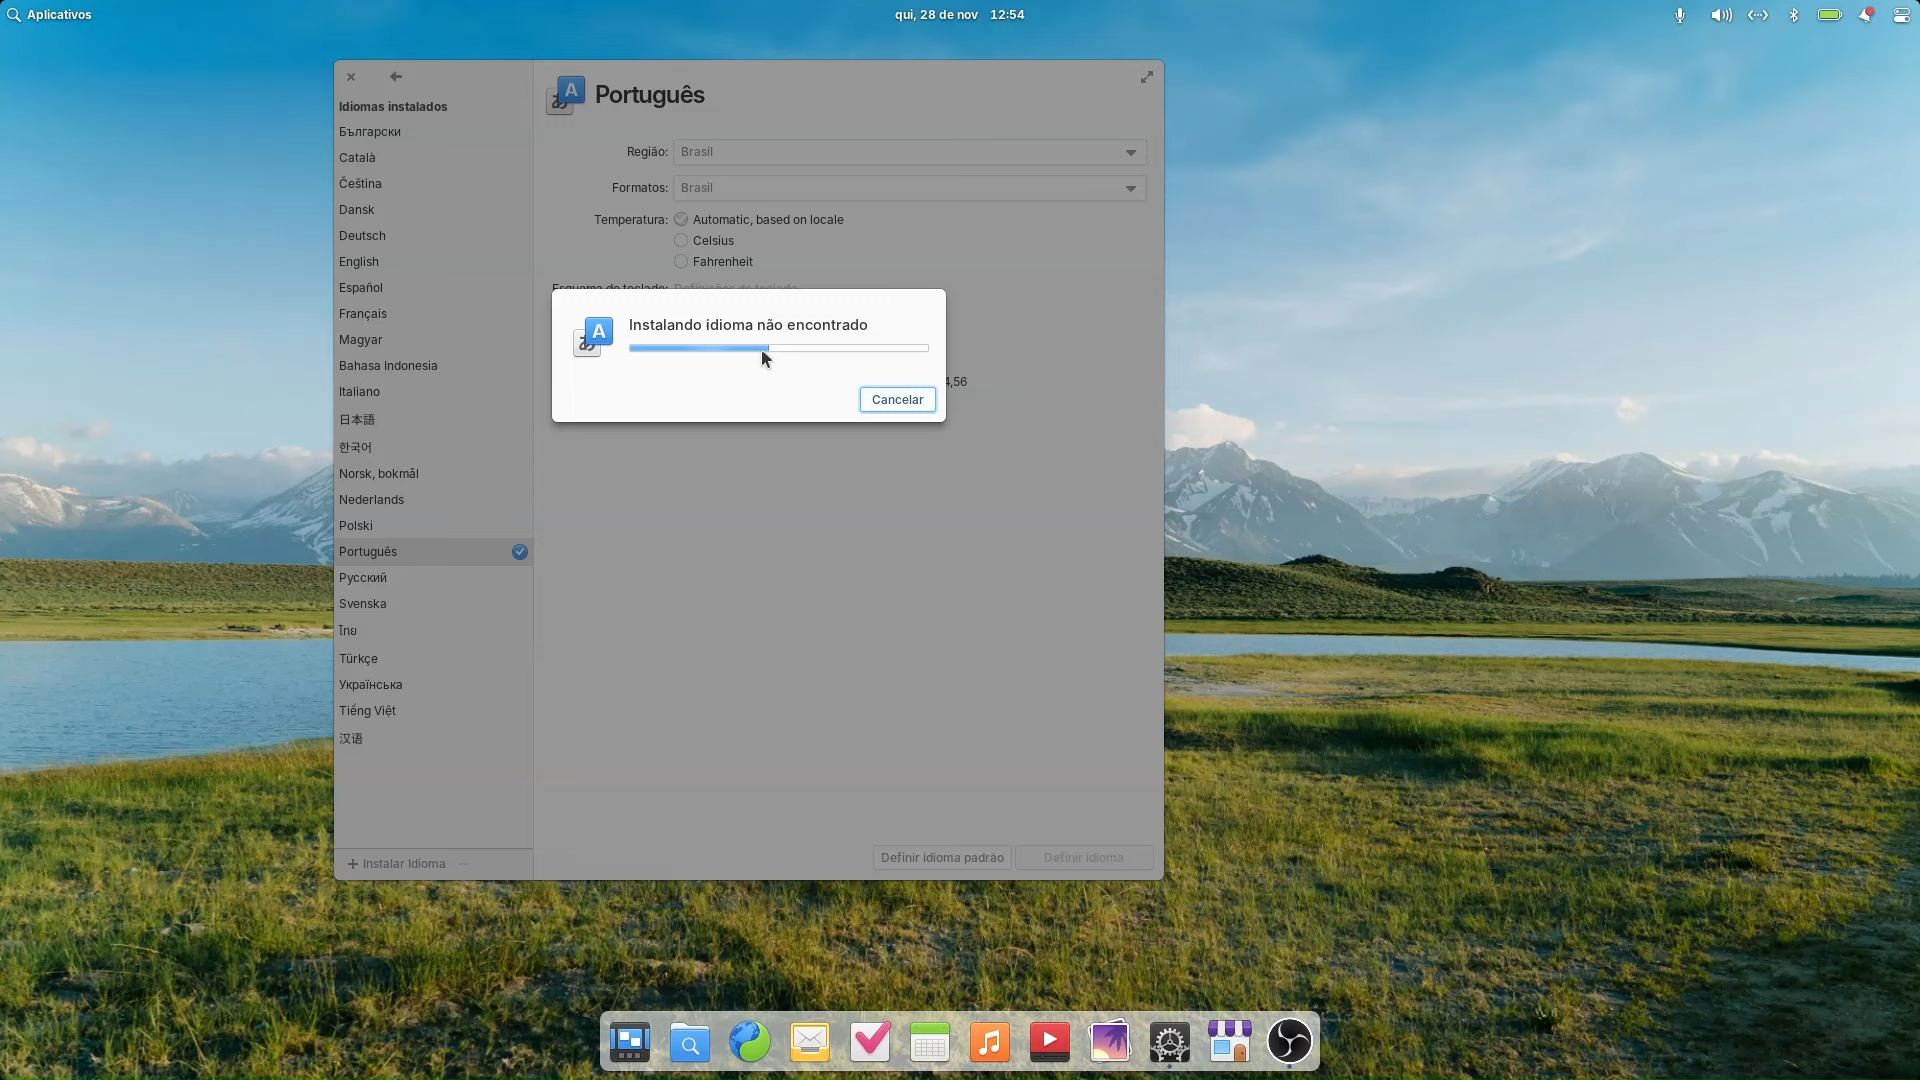 Aplicativos
qui, 28 de nov 12:54
Idiomas instalados
Български
Català
Čeština
Dansk
Deutsch
English
Español
Français
Magyar
Bahasa Indonesia
Italiano
日本語
한국어
Norsk, bokmål
Nederlands
Polski
Português
Русский
Svenska
ไทย
Türkçe
Українська
Tiếng Việt
汉语
Instalar Idioma
Português
Região: Brasil
Formatos: Brasil
Temperatura: Automatic, based on locale
Celsius
Fahrenheit
Esquema de teclado: Definições de teclado
Instalando idioma não encontrado
4,56
Cancelar
Definir idioma padrão
Definir idioma